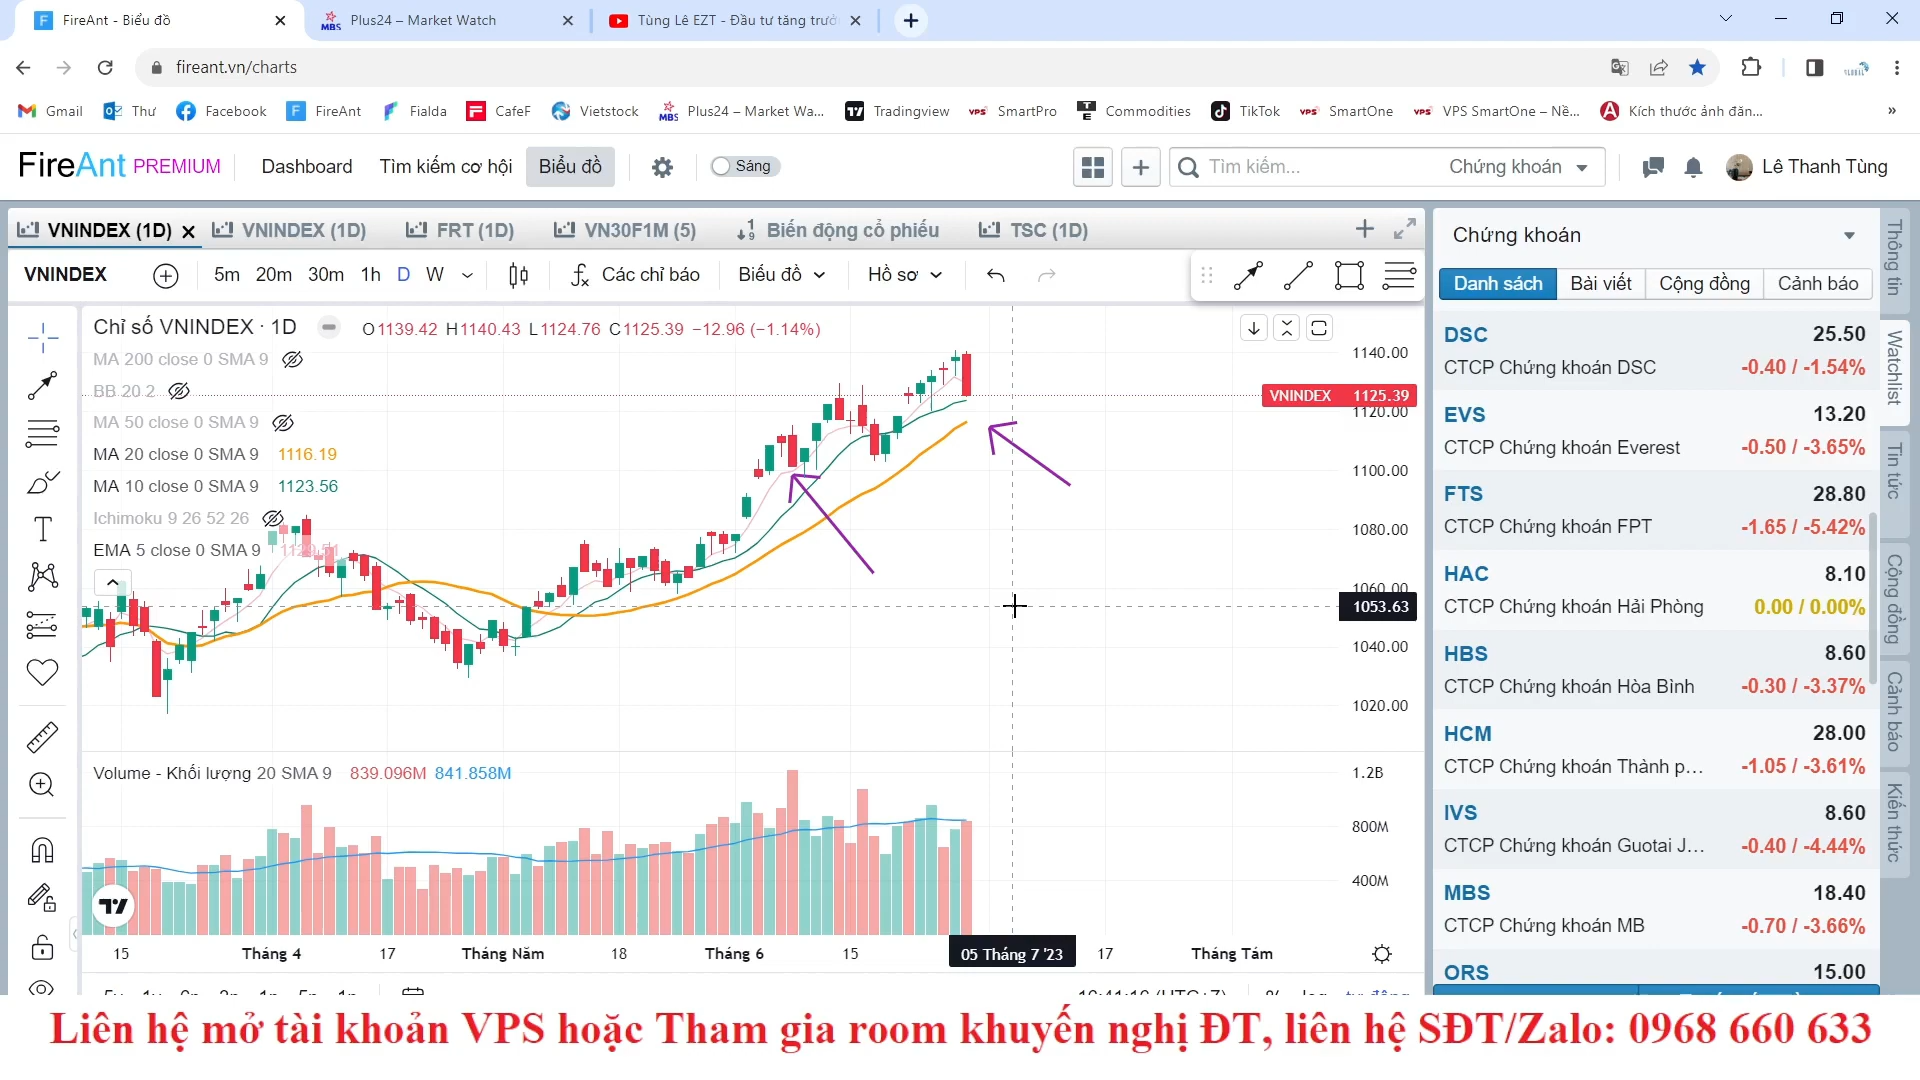 FireAnt - Biểu đồ
MBS Plus24 – Market Watch
Tùng Lê EZT - Đầu tư tăng trưở
fireant.vn/charts
Gmail Thư Facebook FireAnt Fialda CafeF Vietstock MBS Plus24 – Market Wa... Tradingview VPS SmartPro Commodities TikTok VPS SmartOne VPS VPS SmartOne – Nề... Kích thước ảnh đăn... »
FireAnt PREMIUM Dashboard Tìm kiếm cơ hội Biểu đồ Sáng Tìm kiếm... Chứng khoán Lê Thanh Tùng
VNINDEX (1D) VNINDEX (1D) FRT (1D) VN30F1M (5) Biến động cổ phiếu TSC (1D)
VNINDEX 5m 20m 30m 1h D W Các chỉ báo Biểu đồ Hồ sơ
Chỉ số VNINDEX · 1D O1139.42 H1140.43 L1124.76 C1125.39 −12.96 (−1.14%)
MA 200 close 0 SMA 9
BB 20 2
MA 50 close 0 SMA 9
MA 20 close 0 SMA 9 1116.19
MA 10 close 0 SMA 9 1123.56
Ichimoku 9 26 52 26
EMA 5 close 0 SMA 9
1140.00
VNINDEX 1125.39
1120.00
1100.00
1080.00
1060.00
1053.63
1040.00
1020.00
Volume - Khối lượng 20 SMA 9 839.096M 841.858M
1.2B
800M
400M
15 Tháng 4 17 Tháng Năm 18 Tháng 6 15 05 Tháng 7 '23 17 Tháng Tám
Chứng khoán
Danh sách Bài viết Cộng đồng Cảnh báo
DSC 25.50
CTCP Chứng khoán DSC -0.40 / -1.54%
EVS 13.20
CTCP Chứng khoán Everest -0.50 / -3.65%
FTS 28.80
CTCP Chứng khoán FPT -1.65 / -5.42%
HAC 8.10
CTCP Chứng khoán Hải Phòng 0.00 / 0.00%
HBS 8.60
CTCP Chứng khoán Hòa Bình -0.30 / -3.37%
HCM 28.00
CTCP Chứng khoán Thành p... -1.05 / -3.61%
IVS 8.60
CTCP Chứng khoán Guotai J... -0.40 / -4.44%
MBS 18.40
CTCP Chứng khoán MB -0.70 / -3.66%
ORS 15.00
Thông tin
Watchlist
Tin tức
Cộng đồng
Cảnh báo
Kiến thức
Liên hệ mở tài khoản VPS hoặc Tham gia room khuyến nghị ĐT, liên hệ SĐT/Zalo: 0968 660 633